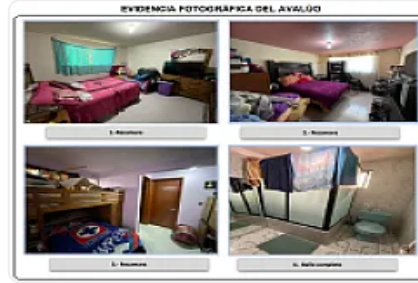 EVIDENCIA FOTOGRÁFICA DEL AVALÚO
1.- Recamara
2.- Recamara
3.- Recamara
4.- Baño completo